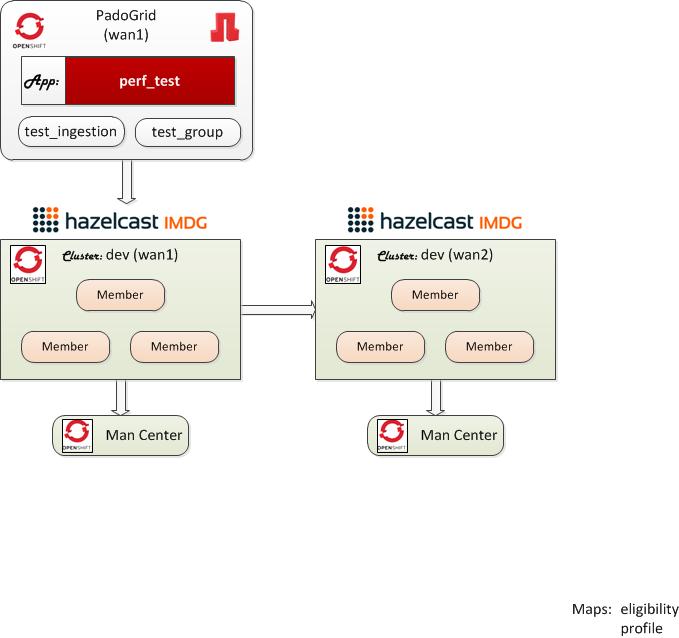 PadoGrid
(wan1)
OPENSHIFT
App: perf_test
test_ingestion
test_group
hazelcast IMDG
hazelcast IMDG
OPENSHIFT
Cluster: dev (wan1)
Member
Member
Member
OPENSHIFT
Cluster: dev (wan2)
Member
Member
Member
OPENSHIFT
Man Center
OPENSHIFT
Man Center
Maps: eligibility
profile